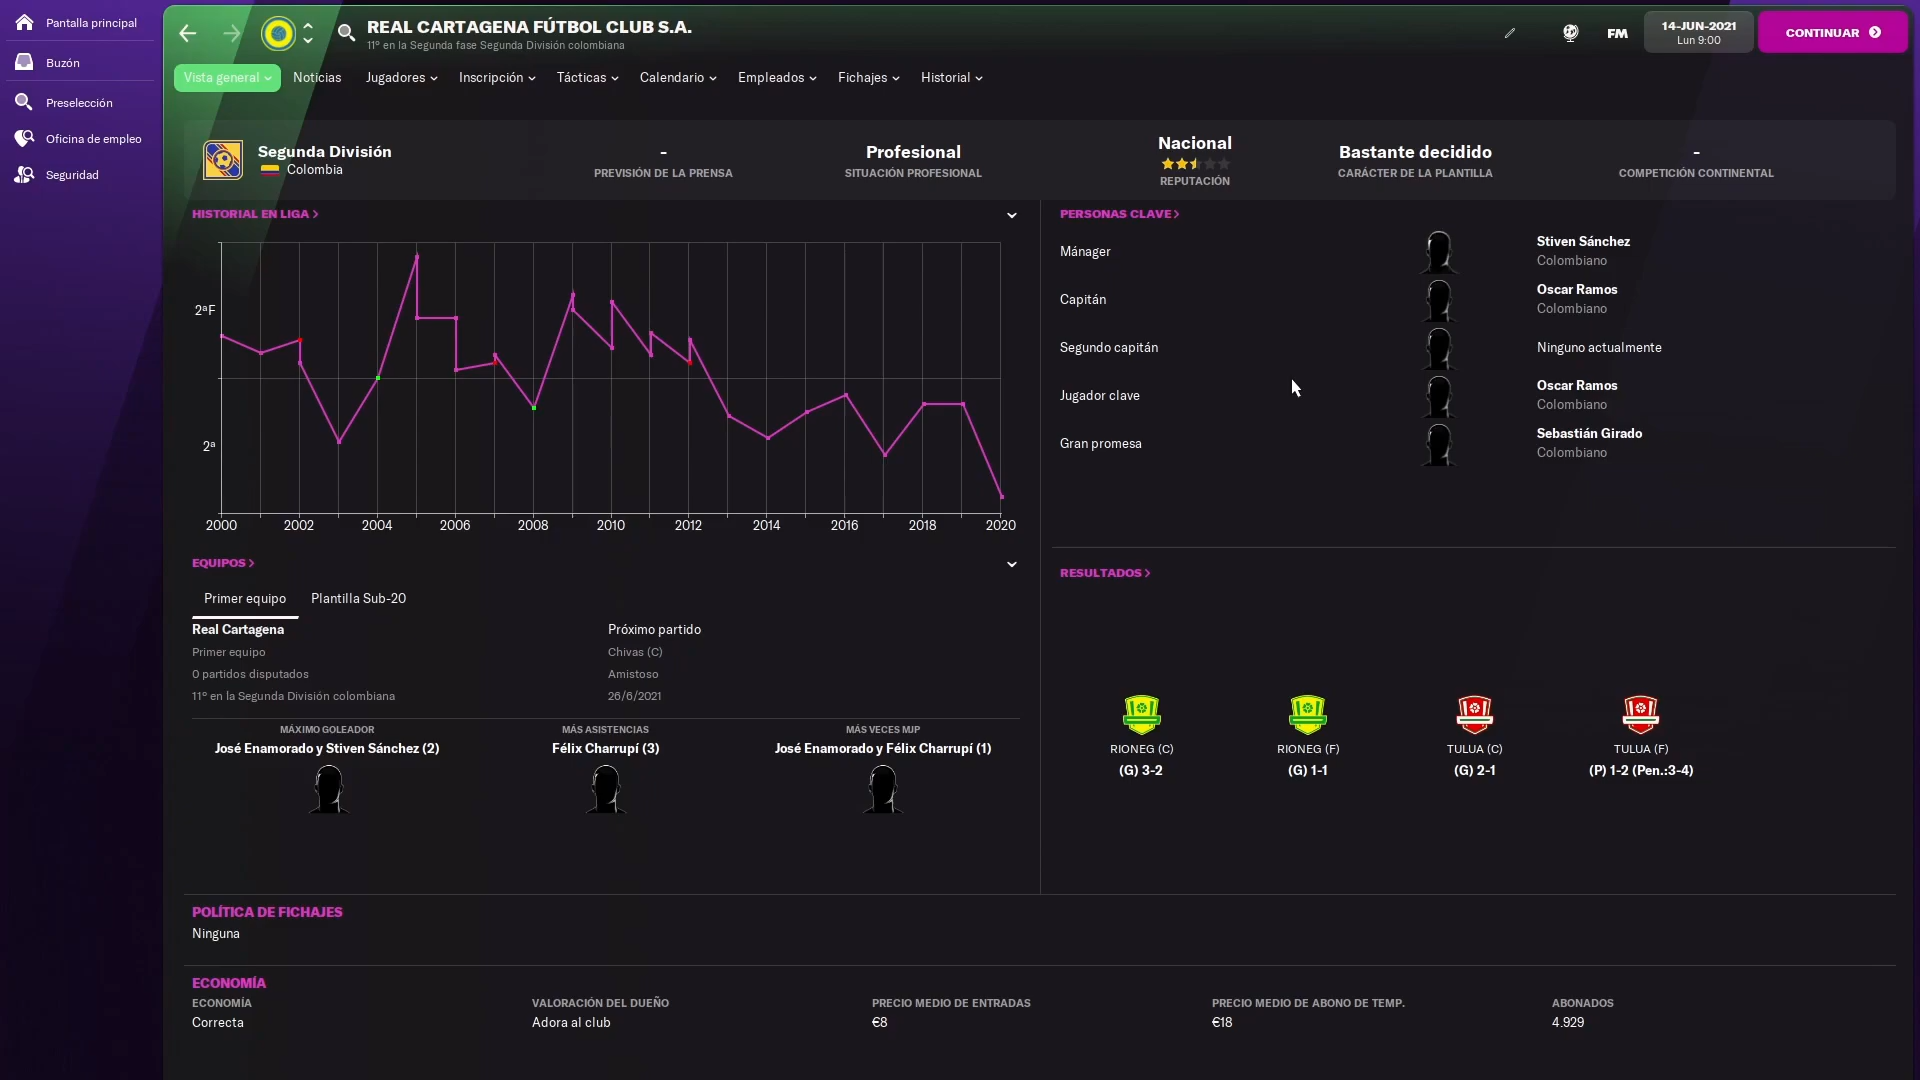 Pantalla principal
Buzón
Preselección
Oficina de empleo
Seguridad
REAL CARTAGENA FÚTBOL CLUB S.A.
11º en la Segunda fase Segunda División colombiana
FM
14-JUN-2021
Lun 9:00
CONTINUAR
Vista general Noticias Jugadores Inscripción Tácticas Calendario Empleados Fichajes Historial
Segunda División
Colombia
-
PREVISIÓN DE LA PRENSA
Profesional
SITUACIÓN PROFESIONAL
Nacional
REPUTACIÓN
Bastante decidido
CARÁCTER DE LA PLANTILLA
-
COMPETICIÓN CONTINENTAL
HISTORIAL EN LIGA >
2ªF
2ª
2000 2002 2004 2006 2008 2010 2012 2014 2016 2018 2020
PERSONAS CLAVE >
Mánager
Stiven Sánchez
Colombiano
Capitán
Oscar Ramos
Colombiano
Segundo capitán
Ninguno actualmente
Jugador clave
Oscar Ramos
Colombiano
Gran promesa
Sebastián Girado
Colombiano
EQUIPOS >
Primer equipo Plantilla Sub-20
Real Cartagena
Primer equipo
0 partidos disputados
11º en la Segunda División colombiana
Próximo partido
Chivas (C)
Amistoso
26/6/2021
MÁXIMO GOLEADOR
José Enamorado y Stiven Sánchez (2)
MÁS ASISTENCIAS
Félix Charrupí (3)
MÁS VECES MJP
José Enamorado y Félix Charrupí (1)
RESULTADOS >
RIONEG (C)
(G) 3-2
RIONEG (F)
(G) 1-1
TULUA (C)
(G) 2-1
TULUA (F)
(P) 1-2 (Pen.:3-4)
POLÍTICA DE FICHAJES
Ninguna
ECONOMÍA
ECONOMÍA
Correcta
VALORACIÓN DEL DUEÑO
Adora al club
PRECIO MEDIO DE ENTRADAS
€8
PRECIO MEDIO DE ABONO DE TEMP.
€18
ABONADOS
4.929